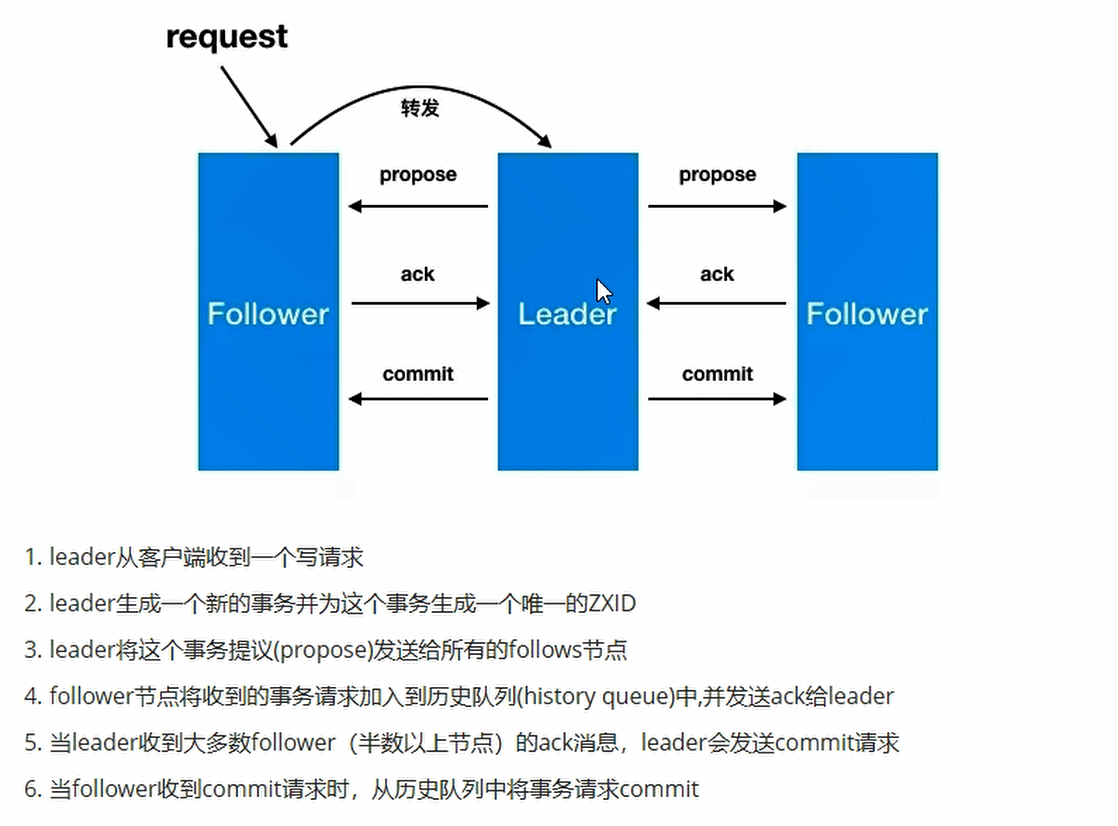 request
转发
propose
propose
ack
ack
Follower
Leader
Follower
commit
commit
1. leader从客户端收到一个写请求
2. leader生成一个新的事务并为这个事务生成一个唯一的ZXID
3. leader将这个事务提议(propose)发送给所有的follows节点
4. follower节点将收到的事务请求加入到历史队列(history queue)中,并发送ack给leader
5. 当leader收到大多数follower（半数以上节点）的ack消息，leader会发送commit请求
6. 当follower收到commit请求时，从历史队列中将事务请求commit